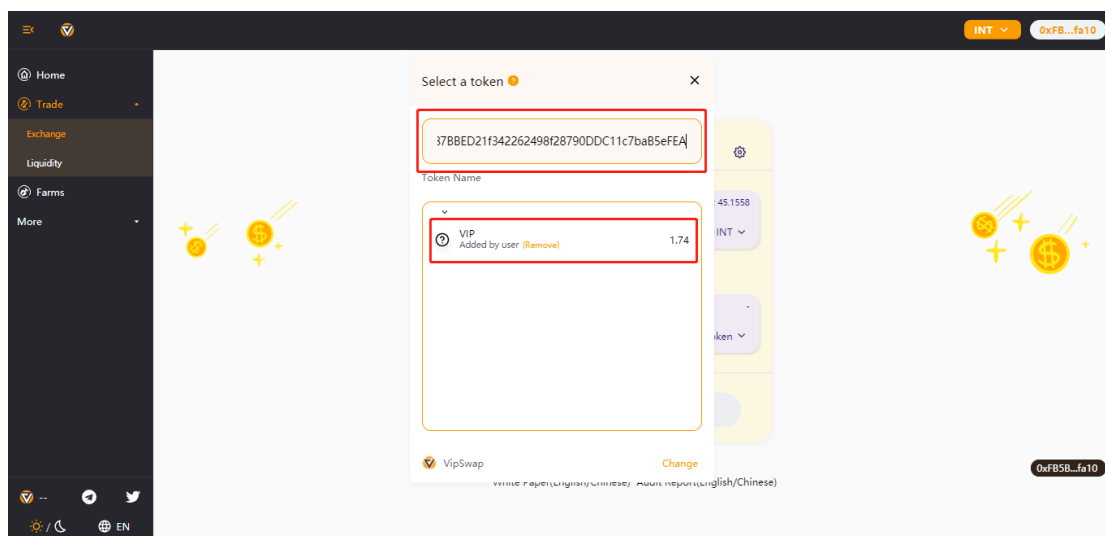 INT
0xFB...fa10
Home
Trade
Exchange
Liquidity
Farms
More
--
/
EN
Select a token
37BBED21f342262498f28790DDC11c7baB5eFEA
Token Name
VIP
Added by user (Remove)
1.74
VipSwap
Change
: 45.1558
INT
-
ken
White Paper(English/Chinese) Audit Report(English/Chinese)
0xFB5B...fa10